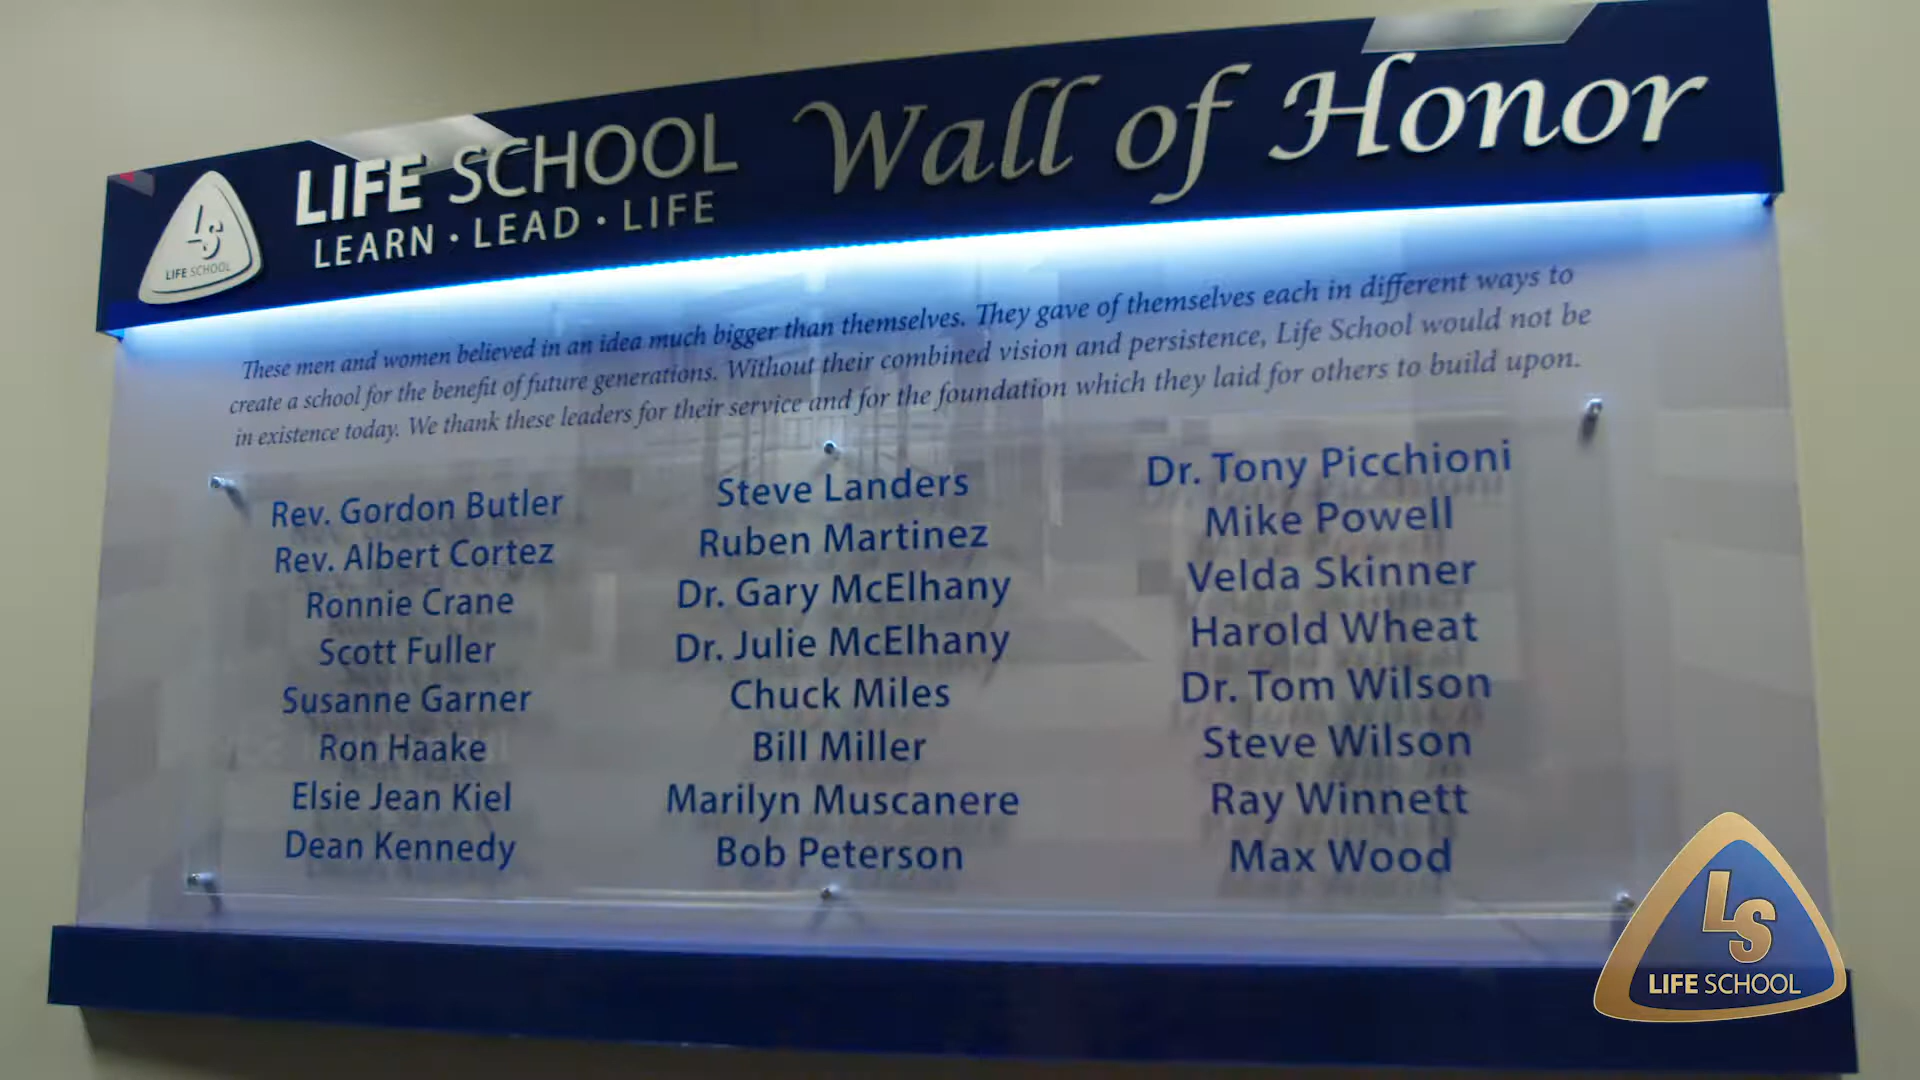 LIFE SCHOOL
LEARN · LEAD · LIFE
Wall of Honor
LS
LIFE SCHOOL
These men and women believed in an idea much bigger than themselves. They gave of themselves each in different ways to
create a school for the benefit of future generations. Without their combined vision and persistence, Life School would not be
in existence today. We thank these leaders for their service and for the foundation which they laid for others to build upon.
Rev. Gordon Butler
Rev. Albert Cortez
Ronnie Crane
Scott Fuller
Susanne Garner
Ron Haake
Elsie Jean Kiel
Dean Kennedy
Steve Landers
Ruben Martinez
Dr. Gary McElhany
Dr. Julie McElhany
Chuck Miles
Bill Miller
Marilyn Muscanere
Bob Peterson
Dr. Tony Picchioni
Mike Powell
Velda Skinner
Harold Wheat
Dr. Tom Wilson
Steve Wilson
Ray Winnett
Max Wood
LS
LIFE SCHOOL